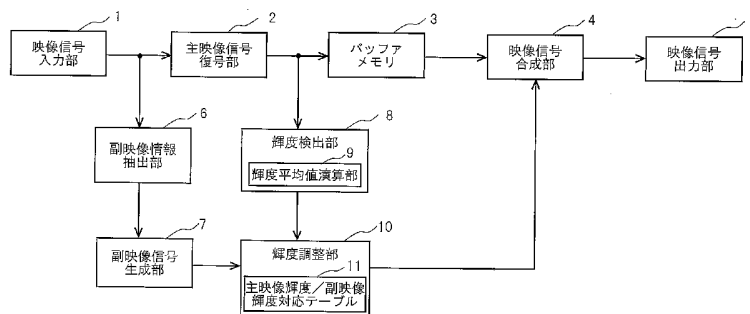 1
2
3
4
映像信号
入力部
主映像信号
復号部
バッファ
メモリ
映像信号
合成部
映像信号
出力部
6
8
副映像情報
抽出部
輝度検出部
9
輝度平均値演算部
7
10
副映像信号
生成部
輝度調整部
11
主映像輝度／副映像
輝度対応テーブル